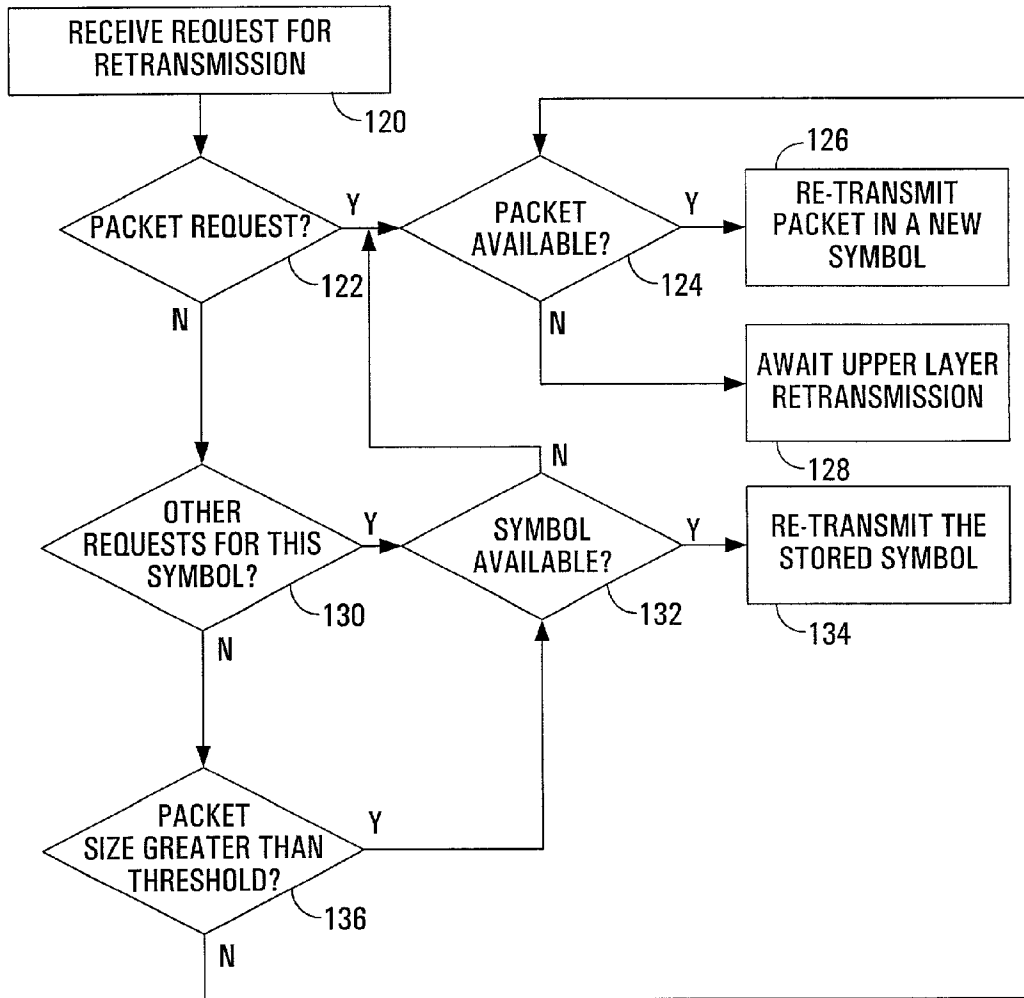 RECEIVE REQUEST FOR
RETRANSMISSION
120
PACKET REQUEST?
Y
122
N
PACKET
AVAILABLE?
Y
124
N
126
RE-TRANSMIT
PACKET IN A NEW
SYMBOL
AWAIT UPPER LAYER
RETRANSMISSION
128
OTHER
REQUESTS FOR THIS
SYMBOL?
Y
130
N
N
SYMBOL
AVAILABLE?
Y
132
RE-TRANSMIT THE
STORED SYMBOL
134
PACKET
SIZE GREATER THAN
THRESHOLD?
Y
136
N